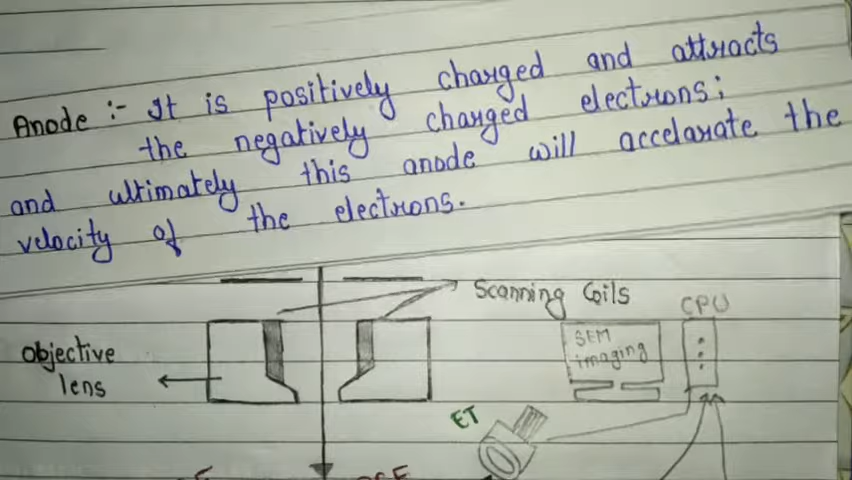 Anode :- It is positively charged and attracts
the negatively charged electrons;
and ultimately this anode will accelarate the
velocity of the electrons.
Scanning Coils
CPU
SEM
imaging
Objective
lens
ET